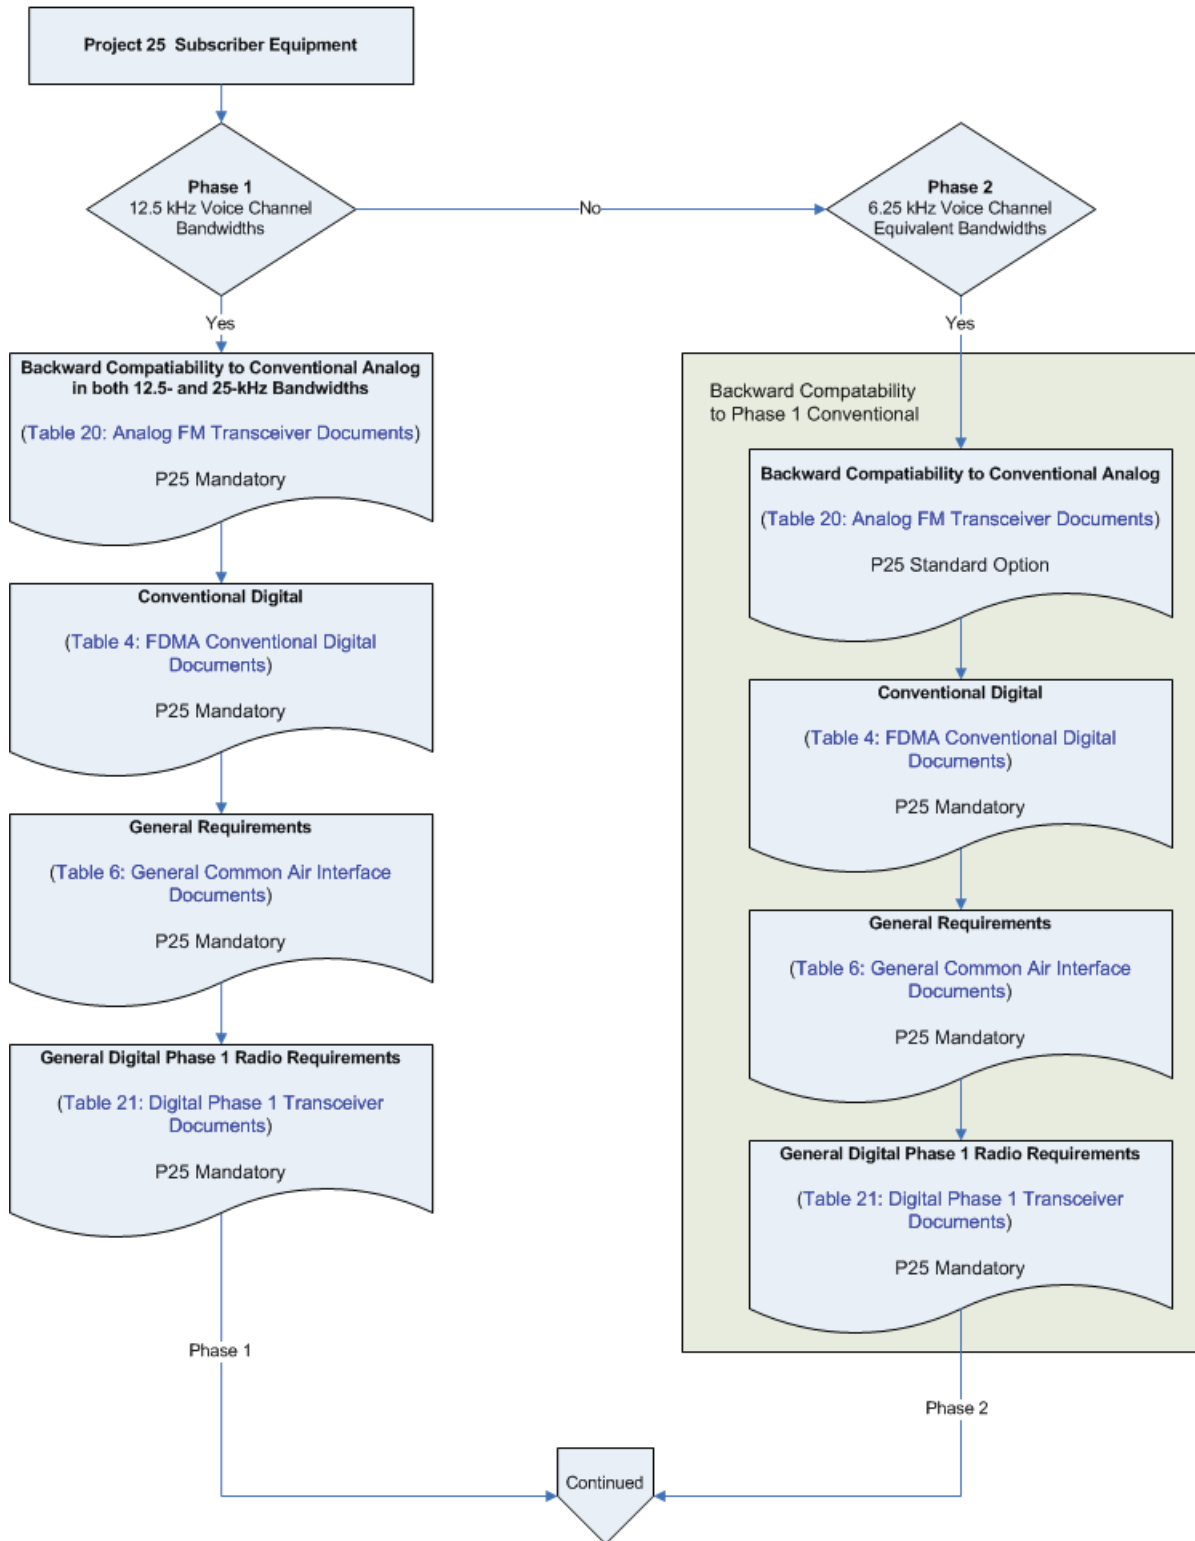 Project 25 Subscriber Equipment
Phase 1
12.5 kHz Voice Channel
Bandwidths
No
Phase 2
6.25 kHz Voice Channel
Equivalent Bandwidths
Yes
Backward Compatiability to Conventional Analog
in both 12.5- and 25-kHz Bandwidths
(Table 20: Analog FM Transceiver Documents)
P25 Mandatory
Conventional Digital
(Table 4: FDMA Conventional Digital
Documents)
P25 Mandatory
General Requirements
(Table 6: General Common Air Interface
Documents)
P25 Mandatory
General Digital Phase 1 Radio Requirements
(Table 21: Digital Phase 1 Transceiver
Documents)
P25 Mandatory
Phase 1
Yes
Backward Compatability
to Phase 1 Conventional
Backward Compatiability to Conventional Analog
(Table 20: Analog FM Transceiver Documents)
P25 Standard Option
Conventional Digital
(Table 4: FDMA Conventional Digital
Documents)
P25 Mandatory
General Requirements
(Table 6: General Common Air Interface
Documents)
P25 Mandatory
General Digital Phase 1 Radio Requirements
(Table 21: Digital Phase 1 Transceiver
Documents)
P25 Mandatory
Phase 2
Continued